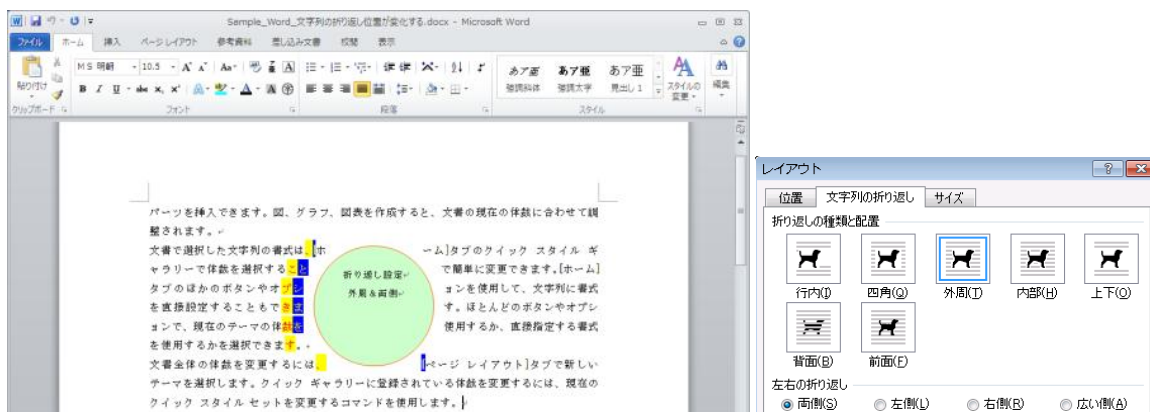 Sample_Word_文字列の折り返し位置が変化する.docx - Microsoft Word
ファイル ホーム 挿入 ページ レイアウト 参考資料 差し込み文書 校閲 表示
MS 明朝 10.5
貼り付け
あア亜 あア亜 あア亜
強調斜体 強調太字 見出し 1
スタイルの変更
編集
クリップボード フォント 段落 スタイル
パーツを挿入できます。図、グラフ、図表を作成すると、文書の現在の体裁に合わせて調
整されます。
文書で選択した文字列の書式は、[ホーム]タブのクイック スタイル ギ
ャラリーで体裁を選択することで簡単に変更できます。[ホーム]
タブのほかのボタンやオプションを使用して、文字列に書式
を直接設定することもできます。ほとんどのボタンやオプシ
ョンで、現在のテーマの体裁を使用するか、直接指定する書式
を使用するかを選択できます。
折り返し設定
外周&両側
文書全体の体裁を変更するには、[ページ レイアウト]タブで新しい
テーマを選択します。クイック ギャラリーに登録されている体裁を変更するには、現在の
クイック スタイル セットを変更するコマンドを使用します。
レイアウト
位置 文字列の折り返し サイズ
折り返しの種類と配置
行内(I) 四角(Q) 外周(T) 内部(H) 上下(O)
背面(B) 前面(F)
左右の折り返し
両側(S) 左側(L) 右側(R) 広い側(A)